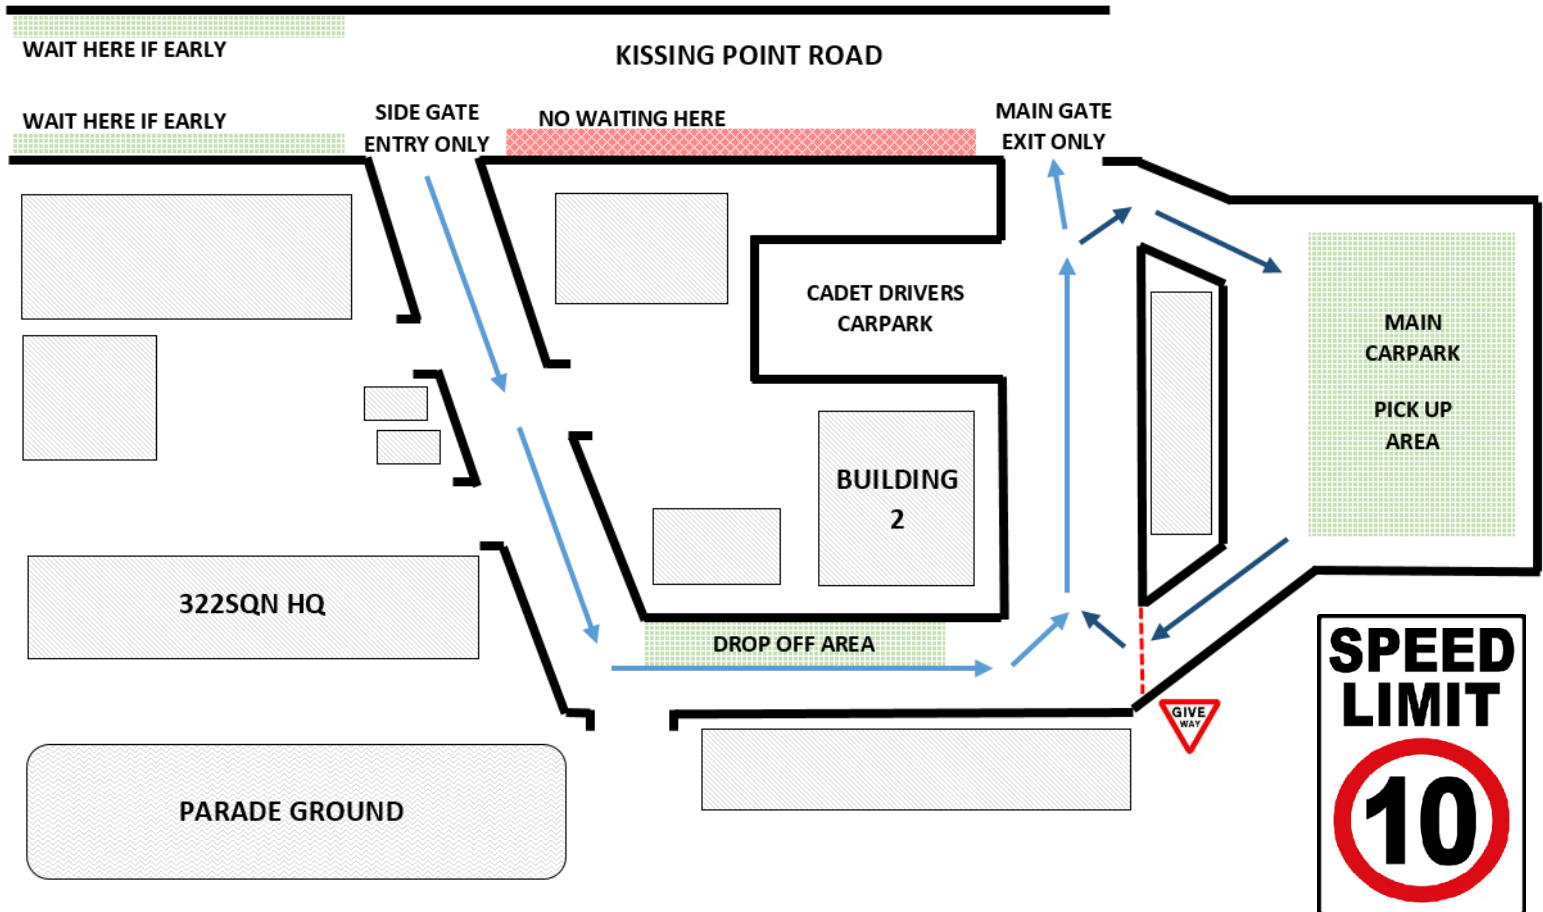 WAIT HERE IF EARLY
KISSING POINT ROAD
WAIT HERE IF EARLY
SIDE GATE
ENTRY ONLY
NO WAITING HERE
MAIN GATE
EXIT ONLY
CADET DRIVERS
CARPARK
MAIN
CARPARK
PICK UP
AREA
BUILDING
2
322SQN HQ
DROP OFF AREA
GIVE
WAY
SPEED
LIMIT
10
PARADE GROUND